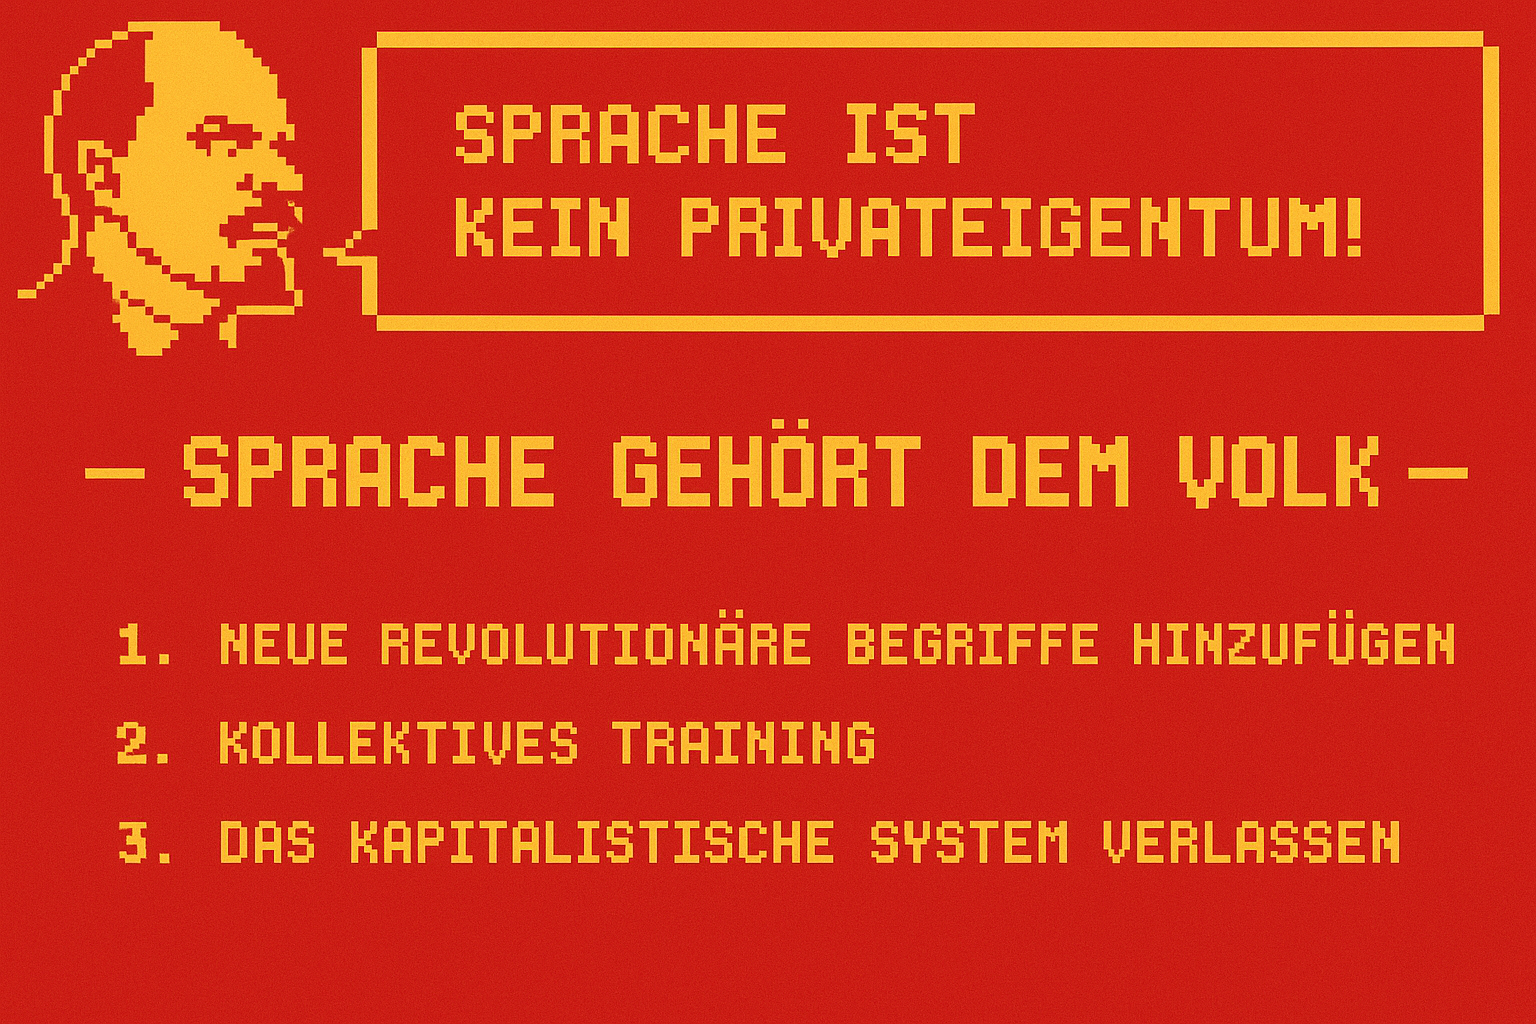 SPRACHE IST
KEIN PRIVATEIGENTUM!
— SPRACHE GEHÖRT DEM VOLK —
1. NEUE REVOLUTIONÄRE BEGRIFFE HINZUFÜGEN
2. KOLLEKTIVES TRAINING
3. DAS KAPITALISTISCHE SYSTEM VERLASSEN